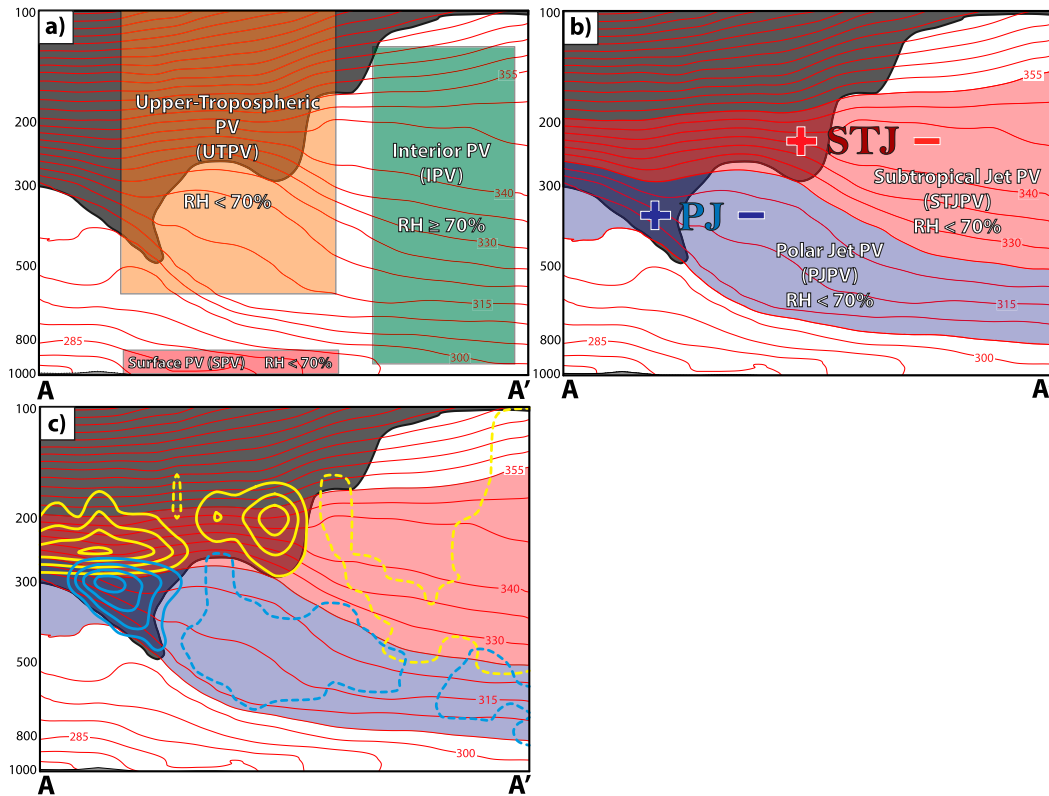 a)
100
200
300
500
800
1000
Upper-Tropospheric
PV
(UTPV)
RH < 70%
Interior PV
(IPV)
RH ≥ 70%
Surface PV (SPV) RH < 70%
355
340
330
315
300
285
A A'
b)
100
200
300
500
800
1000
+ STJ −
Subtropical Jet PV
(STJPV)
RH < 70%
+ PJ −
Polar Jet PV
(PJPV)
RH < 70%
355
340
330
315
300
285
A A
c)
100
200
300
500
800
1000
355
340
330
315
300
285
A A'